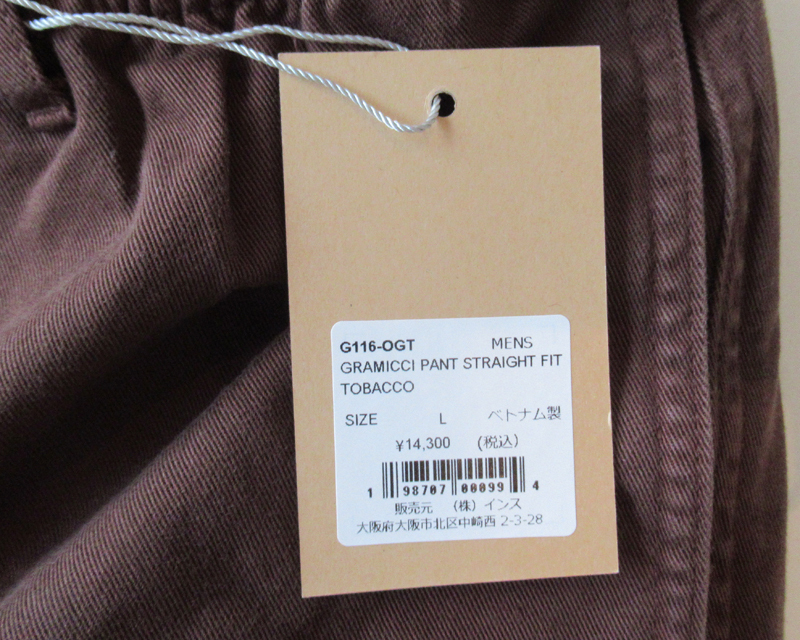 G116-OGT MENS
GRAMICCI PANT STRAIGHT FIT
TOBACCO
SIZE L ベトナム製
¥14,300 (税込)
1 98707 00099 4
販売元 (株)インス
大阪府大阪市北区中崎西 2-3-28